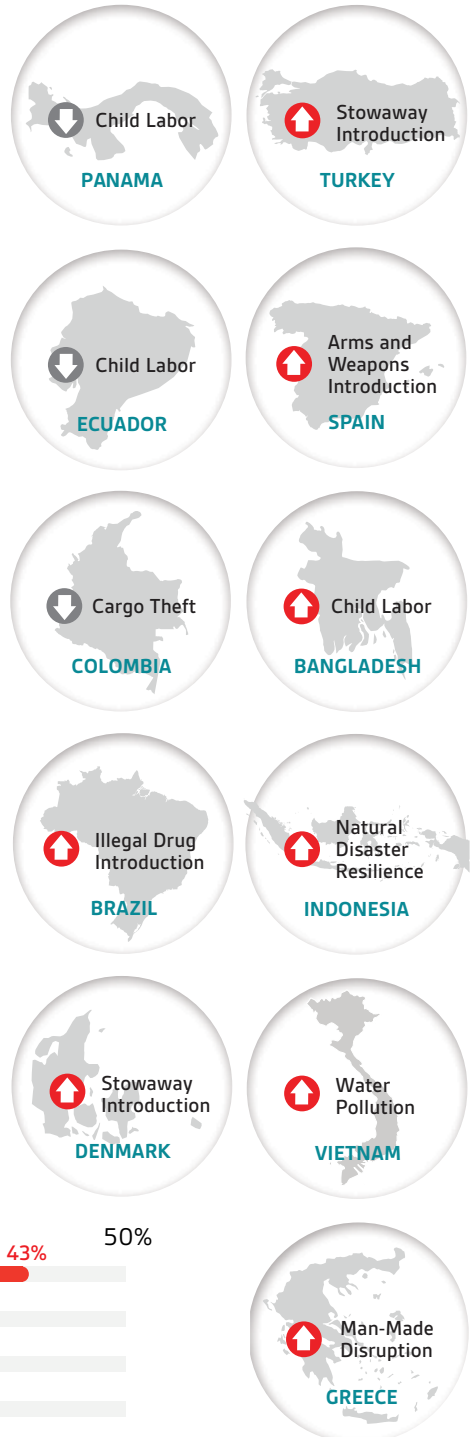 Child Labor
PANAMA
Stowaway
Introduction
TURKEY
Child Labor
ECUADOR
Arms and
Weapons
Introduction
SPAIN
Cargo Theft
COLOMBIA
Child Labor
BANGLADESH
Illegal Drug
Introduction
BRAZIL
Natural
Disaster
Resilience
INDONESIA
Stowaway
Introduction
DENMARK
Water
Pollution
VIETNAM
50%
43%
Man-Made
Disruption
GREECE